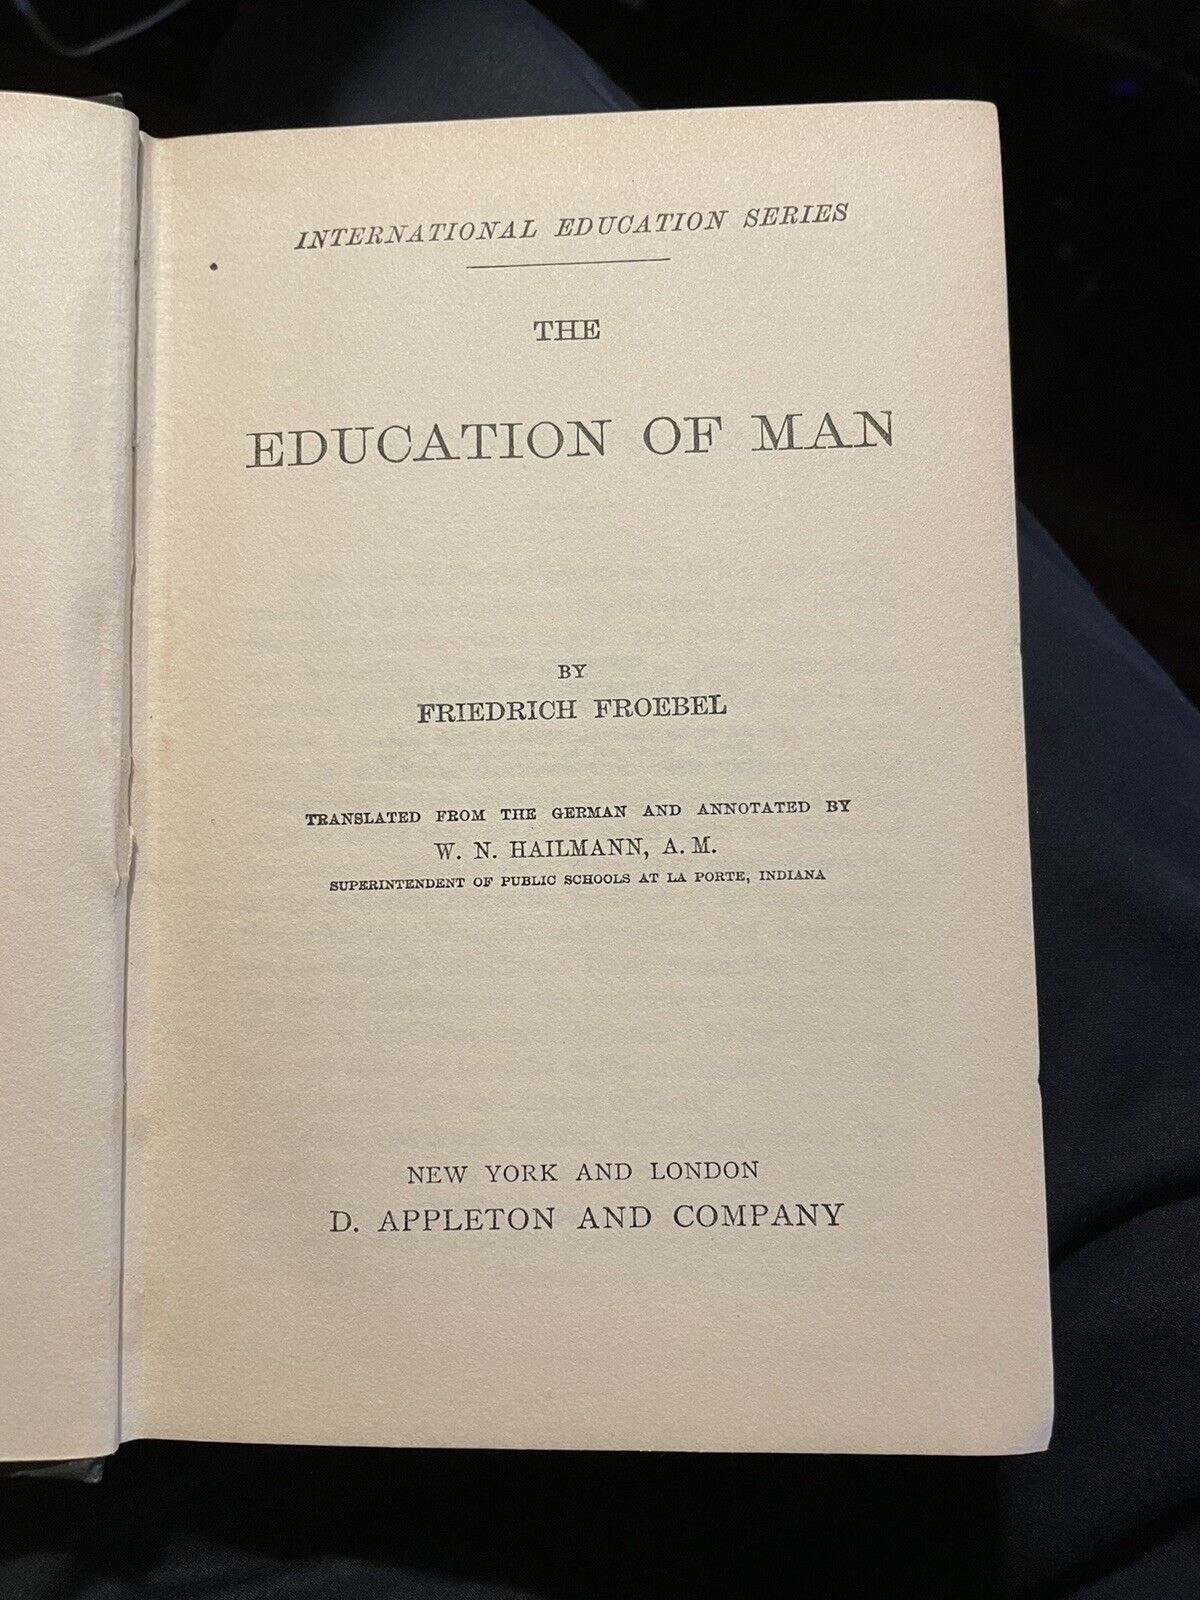 INTERNATIONAL EDUCATION SERIES
THE
EDUCATION OF MAN
BY
FRIEDRICH FROEBEL
TRANSLATED FROM THE GERMAN AND ANNOTATED BY
W. N. HAILMANN, A. M.
SUPERINTENDENT OF PUBLIC SCHOOLS AT LA PORTE, INDIANA
NEW YORK AND LONDON
D. APPLETON AND COMPANY